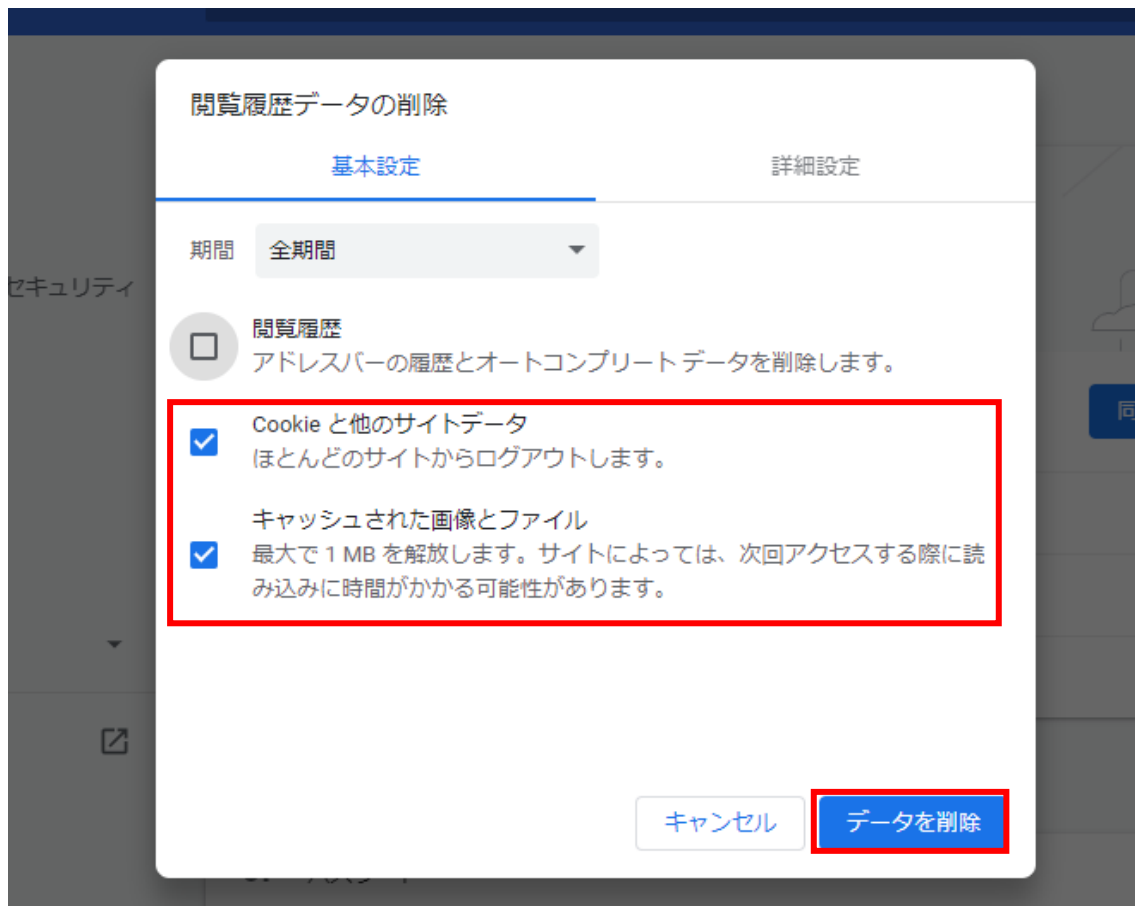 閲覧履歴データの削除
基本設定
詳細設定
期間
全期間
セキュリティ
閲覧履歴
アドレスバーの履歴とオートコンプリート データを削除します。
同
Cookie と他のサイトデータ
ほとんどのサイトからログアウトします。
キャッシュされた画像とファイル
最大で 1 MB を解放します。サイトによっては、次回アクセスする際に読
み込みに時間がかかる可能性があります。
キャンセル
データを削除